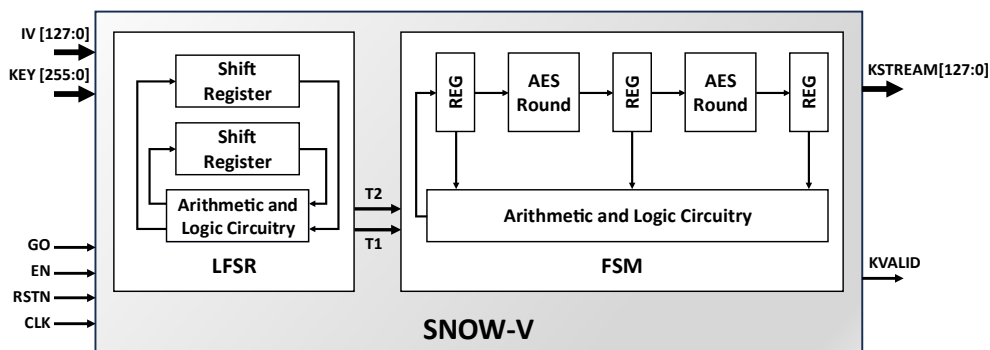 IV [127:0]
KEY [255:0]
GO
EN
RSTN
CLK
Shift
Register
Shift
Register
Arithmetic and
Logic Circuitry
LFSR
T2
T1
REG
AES
Round
REG
AES
Round
REG
Arithmetic and Logic Circuitry
FSM
KSTREAM[127:0]
KVALID
SNOW-V